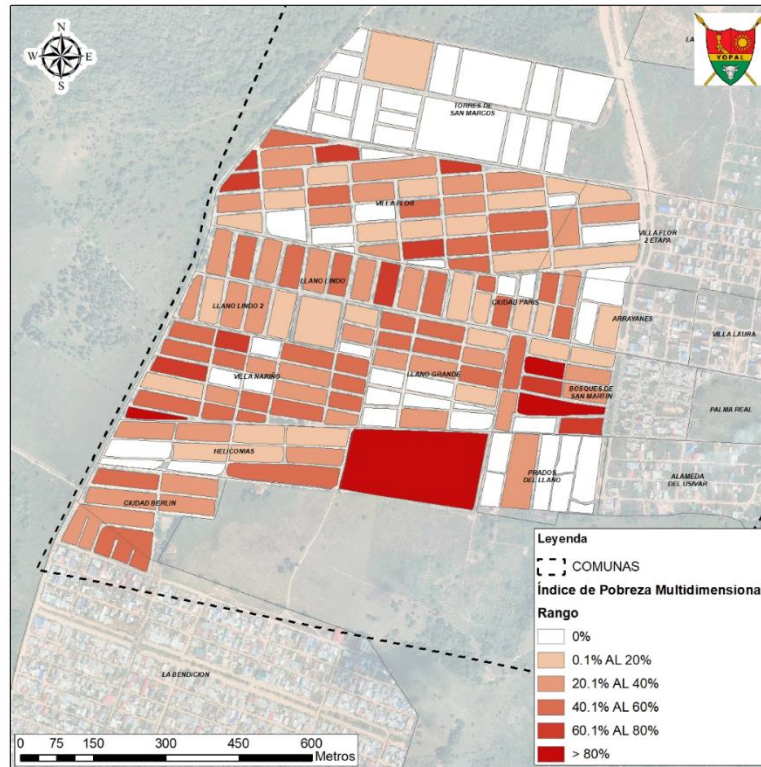 N
W E
S
LA
YOPAL
TORRES DE
SAN MARCOS
VILLA FLOR
VILLA FLOR
2 ETAPA
LLANO LINDO
CIUDAD PARIS
LLANO LINDO 2
ARRAYANES
VILLA LAURA
VILLA NARIÑO
LLANO GRANDE
BOSQUES DE
SAN MARTIN
PALMA REAL
HELICONIAS
PRADOS
DEL LLANO
ALAMEDA
DEL USIVAR
CIUDAD BERLIN
LA BENDICION
Leyenda
COMUNAS
Índice de Pobreza Multidimensiona
Rango
0%
0.1% AL 20%
20.1% AL 40%
40.1% AL 60%
60.1% AL 80%
> 80%
0 75 150 300 450 600
Metros